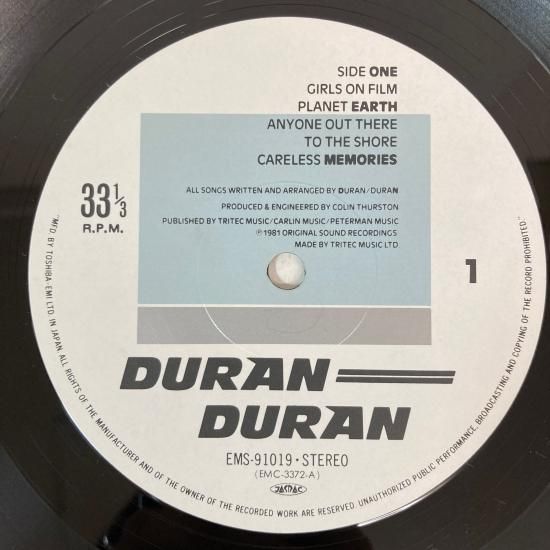 SIDE ONE
GIRLS ON FILM
PLANET EARTH
ANYONE OUT THERE
TO THE SHORE
CARELESS MEMORIES
ALL SONGS WRITTEN AND ARRANGED BY DURAN/DURAN
PRODUCED & ENGINEERED BY COLIN THURSTON
PUBLISHED BY TRITEC MUSIC/CARLIN MUSIC/PETERMAN MUSIC
℗1981 ORIGINAL SOUND RECORDINGS
MADE BY TRITEC MUSIC LTD
33 1/3
R.P.M.
1
DURAN
DURAN
EMS-91019・STEREO
(EMC-3372-A)
JASRAC
"MFD. BY TOSHIBA-EMI LTD. IN JAPAN. ALL RIGHTS OF THE MANUFACTURER AND OF THE OWNER OF THE RECORDED WORK ARE RESERVED. UNAUTHORIZED PUBLIC PERFORMANCE, BROADCASTING AND COPYING OF THE RECORD PROHIBITED."